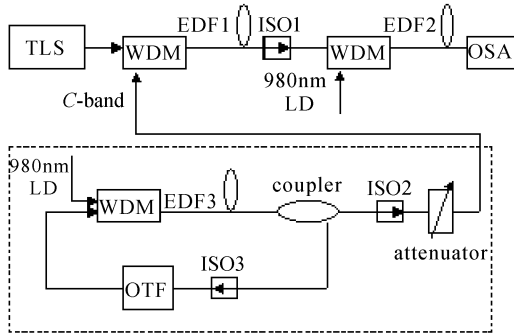 EDF1 ISO1 EDF2
TLS WDM WDM OSA
980nm
LD
C-band
980nm
LD
WDM EDF3 coupler ISO2
attenuator
OTF ISO3